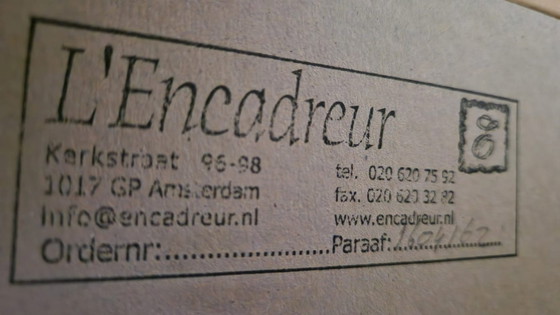 L'Encadreur
Kerkstraat 96-98
1017 GP Amsterdam
info@encadreur.nl
tel. 020 620 75 92
fax. 020 623 32 82
www.encadreur.nl
Ordernr:......................Paraaf: